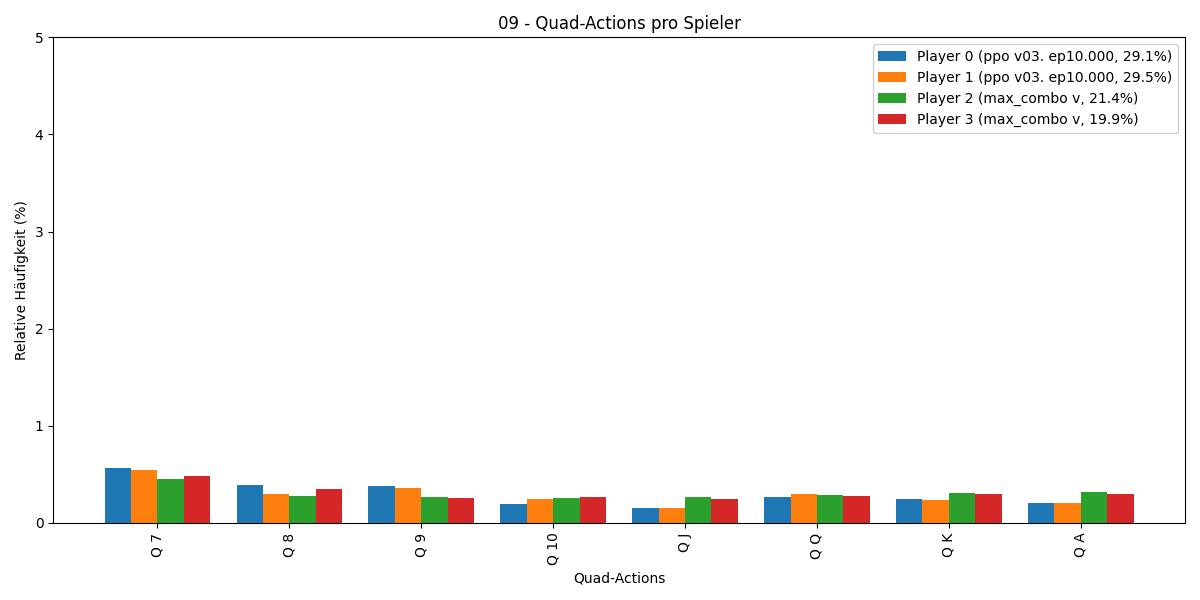 09 - Quad-Actions pro Spieler
Player 0 (ppo v03. ep10.000, 29.1%)
Player 1 (ppo v03. ep10.000, 29.5%)
Player 2 (max_combo v, 21.4%)
Player 3 (max_combo v, 19.9%)
Relative Häufigkeit (%)
5
4
3
2
1
0
Q 7
Q 8
Q 9
Q 10
Q J
Q Q
Q K
Q A
Quad-Actions